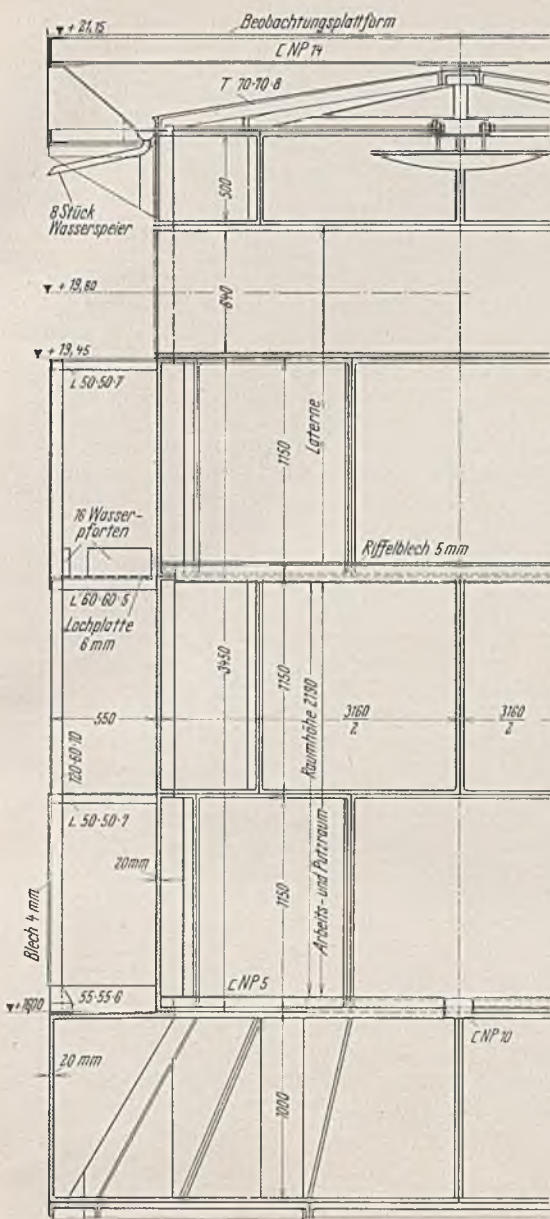 + 21,15
Beobachtungsplattform
C NP 14
T 70·70·8
500
8 Stück
Wasserspeier
+ 19,80
640
+ 19,45
L 50·50·7
1150
Laterne
16 Wasser-
pforten
Riffelblech 5 mm
L 60·60·5
Lochplatte
6 mm
3450
1150
Raumhöhe 2190
550
3160
2
3160
2
120·60·10
L 50·50·7
20mm
1150
Arbeits- und Putzraum
Blech 4 mm
C NP 5
55·55·6
+ 16,00
C NP 10
20 mm
1000